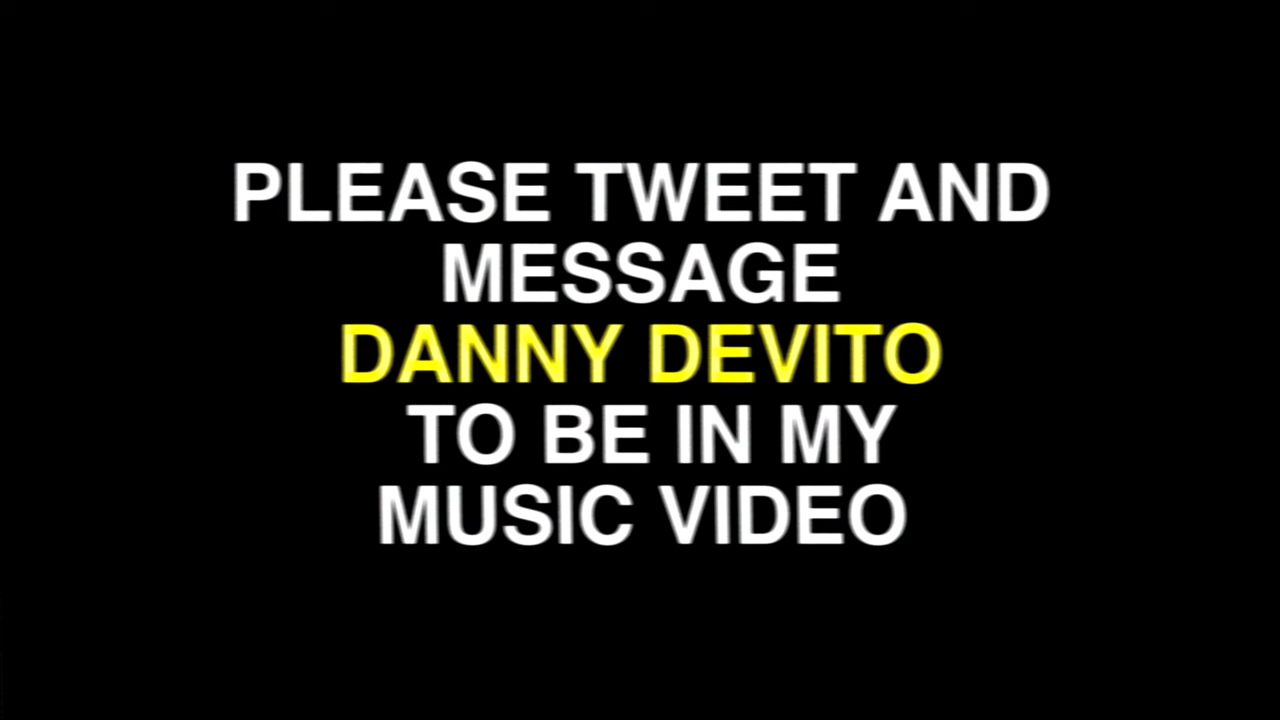 PLEASE TWEET AND
MESSAGE
DANNY DEVITO
TO BE IN MY
MUSIC VIDEO